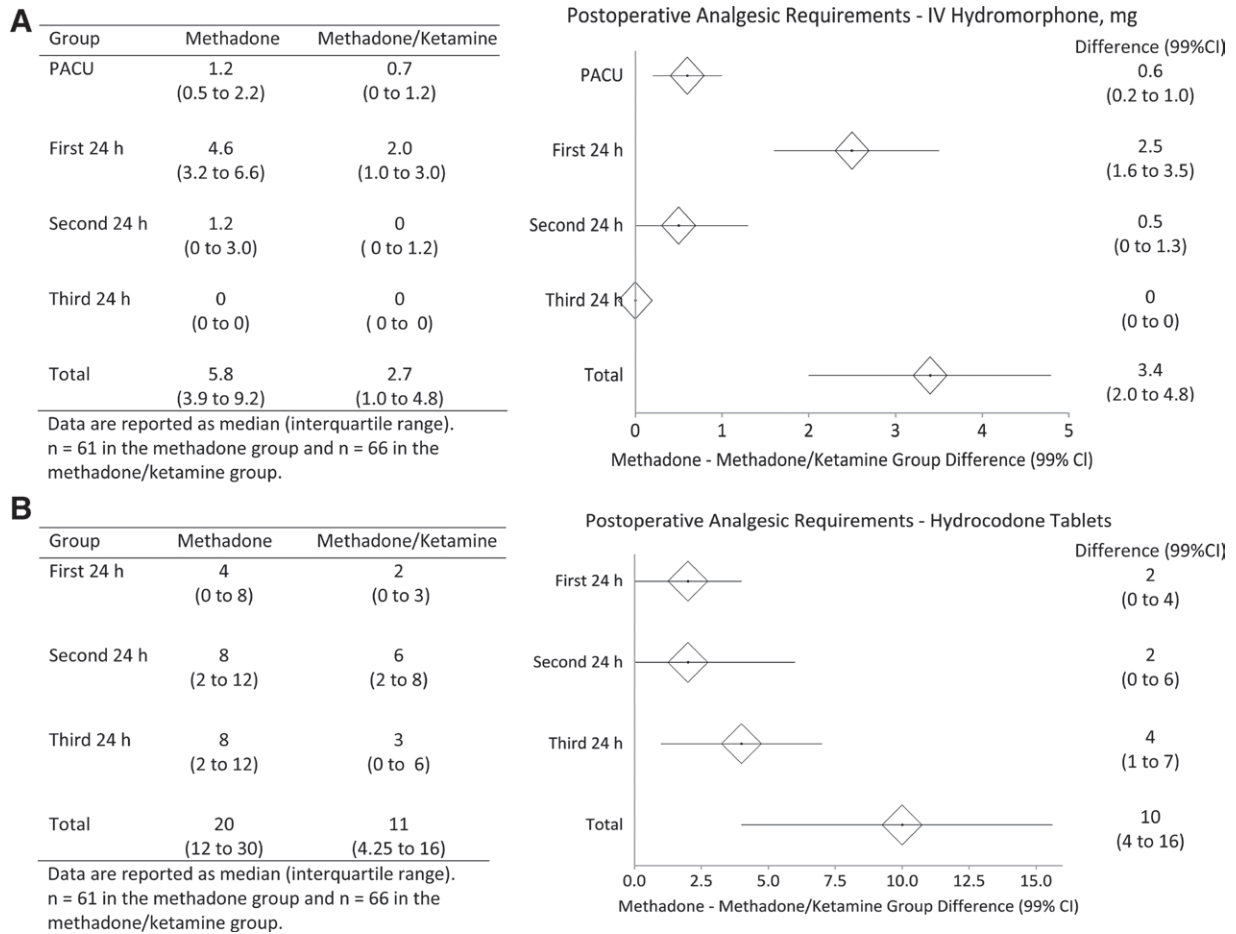 A
Group Methadone Methadone/Ketamine
PACU 1.2 0.7
(0.5 to 2.2) (0 to 1.2)
First 24 h 4.6 2.0
(3.2 to 6.6) (1.0 to 3.0)
Second 24 h 1.2 0
(0 to 3.0) ( 0 to 1.2)
Third 24 h 0 0
(0 to 0) ( 0 to 0)
Total 5.8 2.7
(3.9 to 9.2) (1.0 to 4.8)
Data are reported as median (interquartile range).
n = 61 in the methadone group and n = 66 in the
methadone/ketamine group.
Postoperative Analgesic Requirements - IV Hydromorphone, mg
Difference (99%CI)
PACU 0.6
(0.2 to 1.0)
First 24 h 2.5
(1.6 to 3.5)
Second 24 h 0.5
(0 to 1.3)
Third 24 h 0
(0 to 0)
Total 3.4
(2.0 to 4.8)
0 1 2 3 4 5
Methadone - Methadone/Ketamine Group Difference (99% CI)
B
Group Methadone Methadone/Ketamine
First 24 h 4 2
(0 to 8) (0 to 3)
Second 24 h 8 6
(2 to 12) (2 to 8)
Third 24 h 8 3
(2 to 12) (0 to 6)
Total 20 11
(12 to 30) (4.25 to 16)
Data are reported as median (interquartile range).
n = 61 in the methadone group and n = 66 in the
methadone/ketamine group.
Postoperative Analgesic Requirements - Hydrocodone Tablets
Difference (99%CI)
First 24 h 2
(0 to 4)
Second 24 h 2
(0 to 6)
Third 24 h 4
(1 to 7)
Total 10
(4 to 16)
0.0 2.5 5.0 7.5 10.0 12.5 15.0
Methadone - Methadone/Ketamine Group Difference (99% CI)